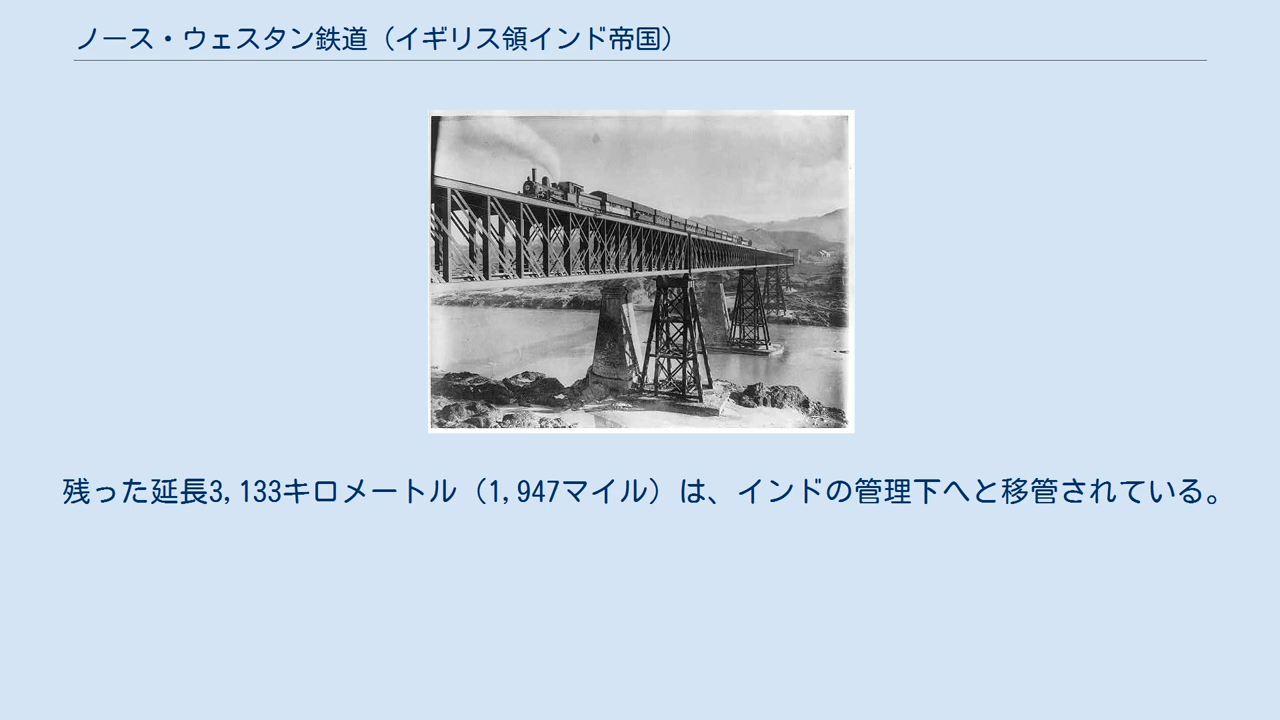 ノース・ウェスタン鉄道（イギリス領インド帝国）
残った延長3,133キロメートル（1,947マイル）は、インドの管理下へと移管されている。